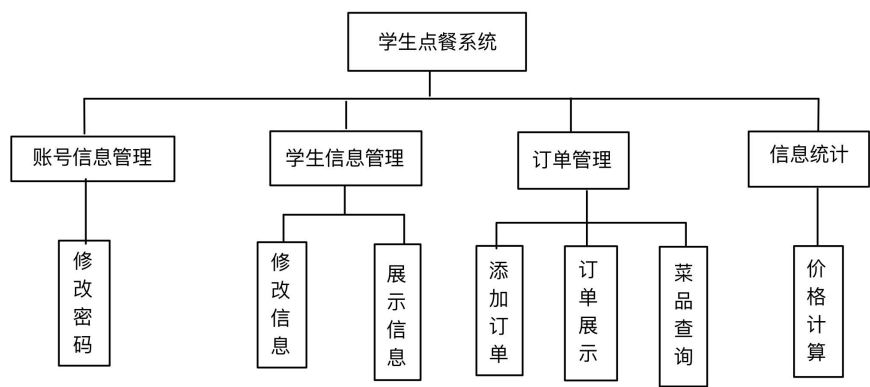 学生点餐系统
账号信息管理
学生信息管理
订单管理
信息统计
修改密码
修改信息
展示信息
添加订单
订单展示
菜品查询
价格计算